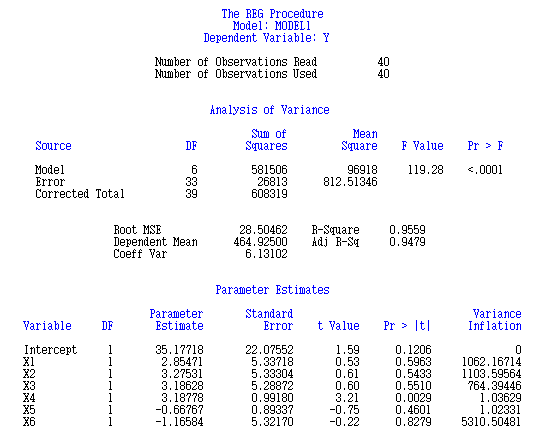 The REG Procedure
Model: MODEL1
Dependent Variable: Y
Number of Observations Read 40
Number of Observations Used 40
Analysis of Variance
Sum of Mean
Source DF Squares Square F Value Pr > F
Model 6 581506 96918 119.28 <.0001
Error 33 26813 812.51346
Corrected Total 39 608319
Root MSE 28.50462 R-Square 0.9559
Dependent Mean 464.92500 Adj R-Sq 0.9479
Coeff Var 6.13102
Parameter Estimates
Parameter Standard Variance
Variable DF Estimate Error t Value Pr > |t| Inflation
Intercept 1 35.17718 22.07552 1.59 0.1206 0
X1 1 2.85471 5.33718 0.53 0.5963 1062.16714
X2 1 3.27531 5.33304 0.61 0.5433 1103.59564
X3 1 3.18628 5.28872 0.60 0.5510 764.39446
X4 1 3.18778 0.99180 3.21 0.0029 1.03629
X5 1 -0.66767 0.89337 -0.75 0.4601 1.02331
X6 1 -1.16584 5.32170 -0.22 0.8279 5310.50481